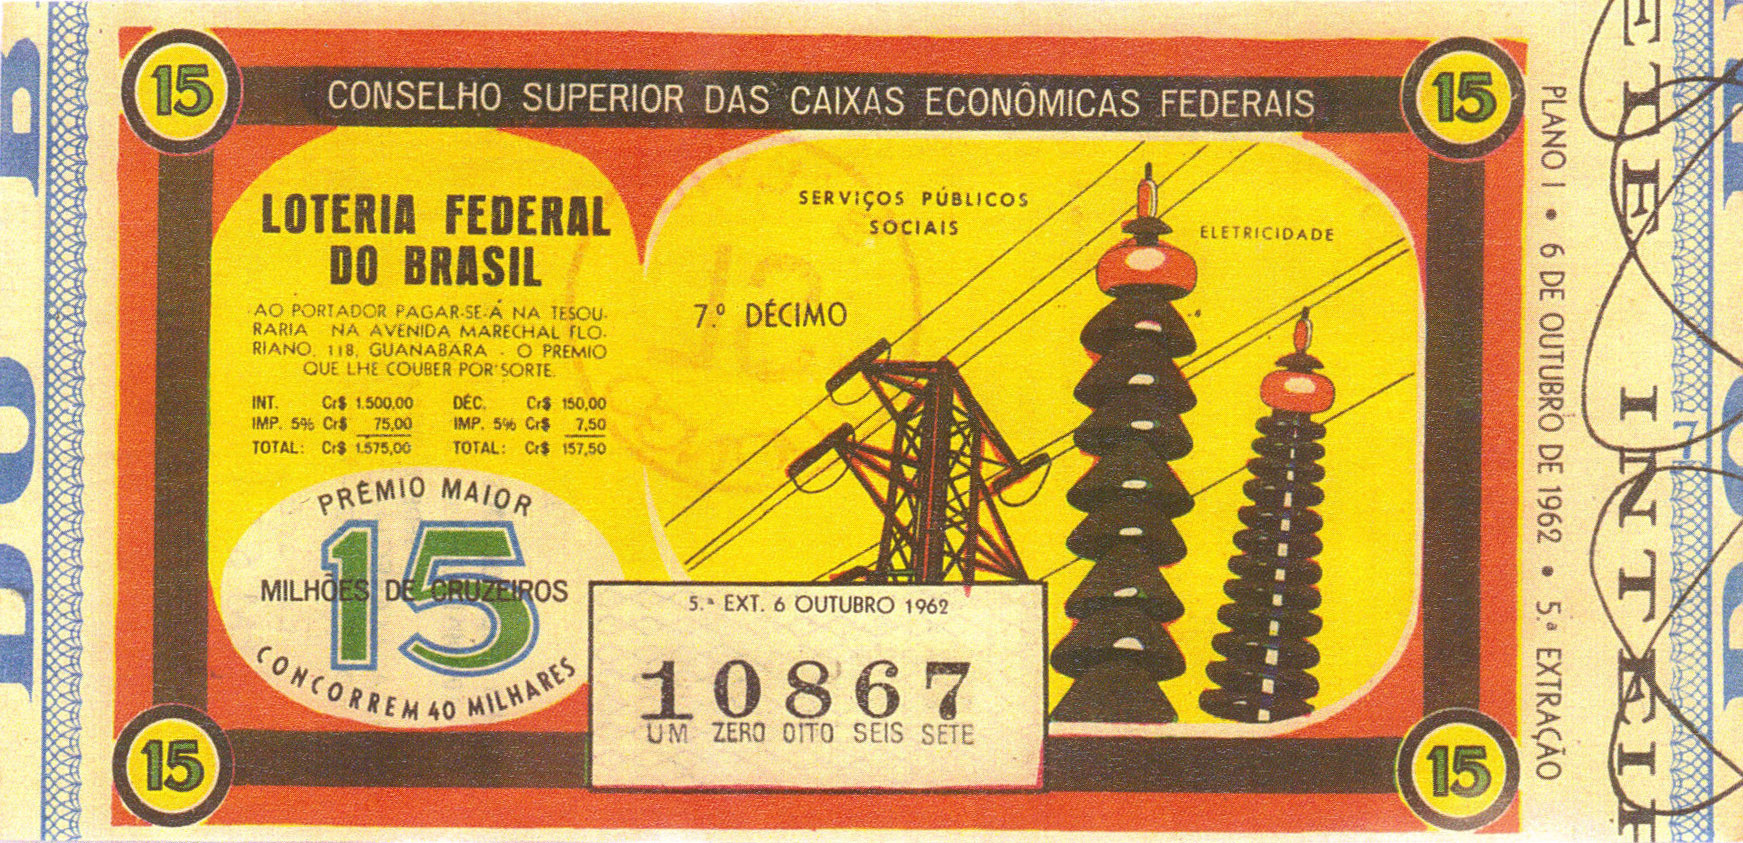 15
CONSELHO SUPERIOR DAS CAIXAS ECONÔMICAS FEDERAIS
15
LOTERIA FEDERAL
DO BRASIL
AO PORTADOR PAGAR-SE-Á NA TESOU-
RARIA NA AVENIDA MARECHAL FLO-
RIANO, 118, GUANABARA - O PREMIO
QUE LHE COUBER POR SORTE.
INT. Cr$ 1.500,00 DÉC. Cr$ 150,00
IMP. 5% Cr$ 75,00 IMP. 5% Cr$ 7,50
TOTAL: Cr$ 1.575,00 TOTAL: Cr$ 157,50
PRÊMIO MAIOR
15
MILHÕES DE CRUZEIROS
CONCORREM 40 MILHARES
SERVIÇOS PÚBLICOS
SOCIAIS
ELETRICIDADE
7.º DÉCIMO
5.ª EXT. 6 OUTUBRO 1962
10867
UM ZERO OITO SEIS SETE
15
15
PLANO I • 6 DE OUTUBRO DE 1962 • 5.ª EXTRAÇÃO